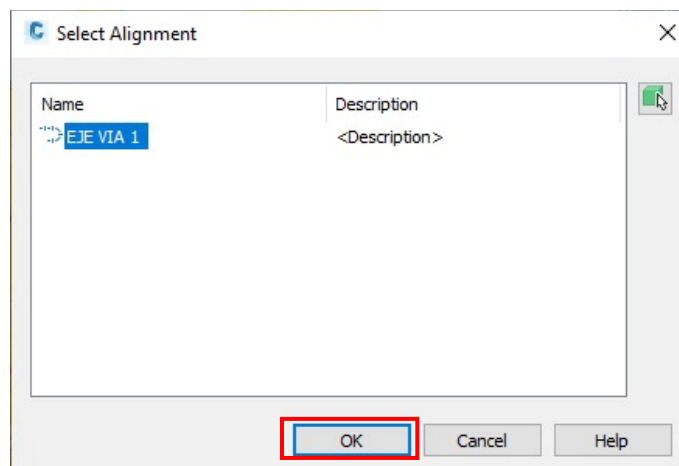 Select Alignment
Name Description
EJE VIA 1 <Description>
OK Cancel Help